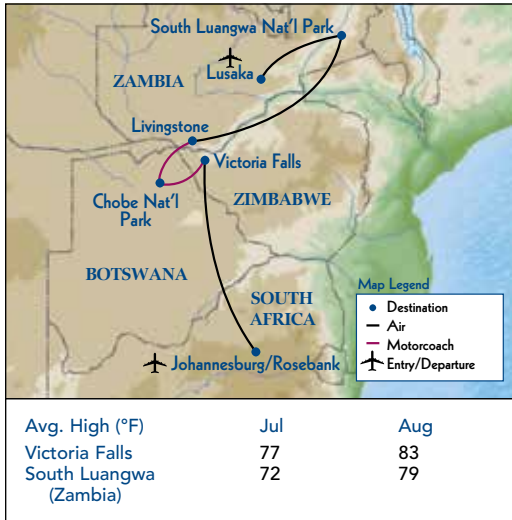 South Luangwa Nat'l Park
ZAMBIA
Lusaka
Livingstone
Victoria Falls
Chobe Nat'l
Park
ZIMBABWE
BOTSWANA
SOUTH
AFRICA
Johannesburg/Rosebank
Map Legend
Destination
Air
Motorcoach
Entry/Departure
Avg. High (°F) Jul Aug
Victoria Falls 77 83
South Luangwa 72 79
(Zambia)